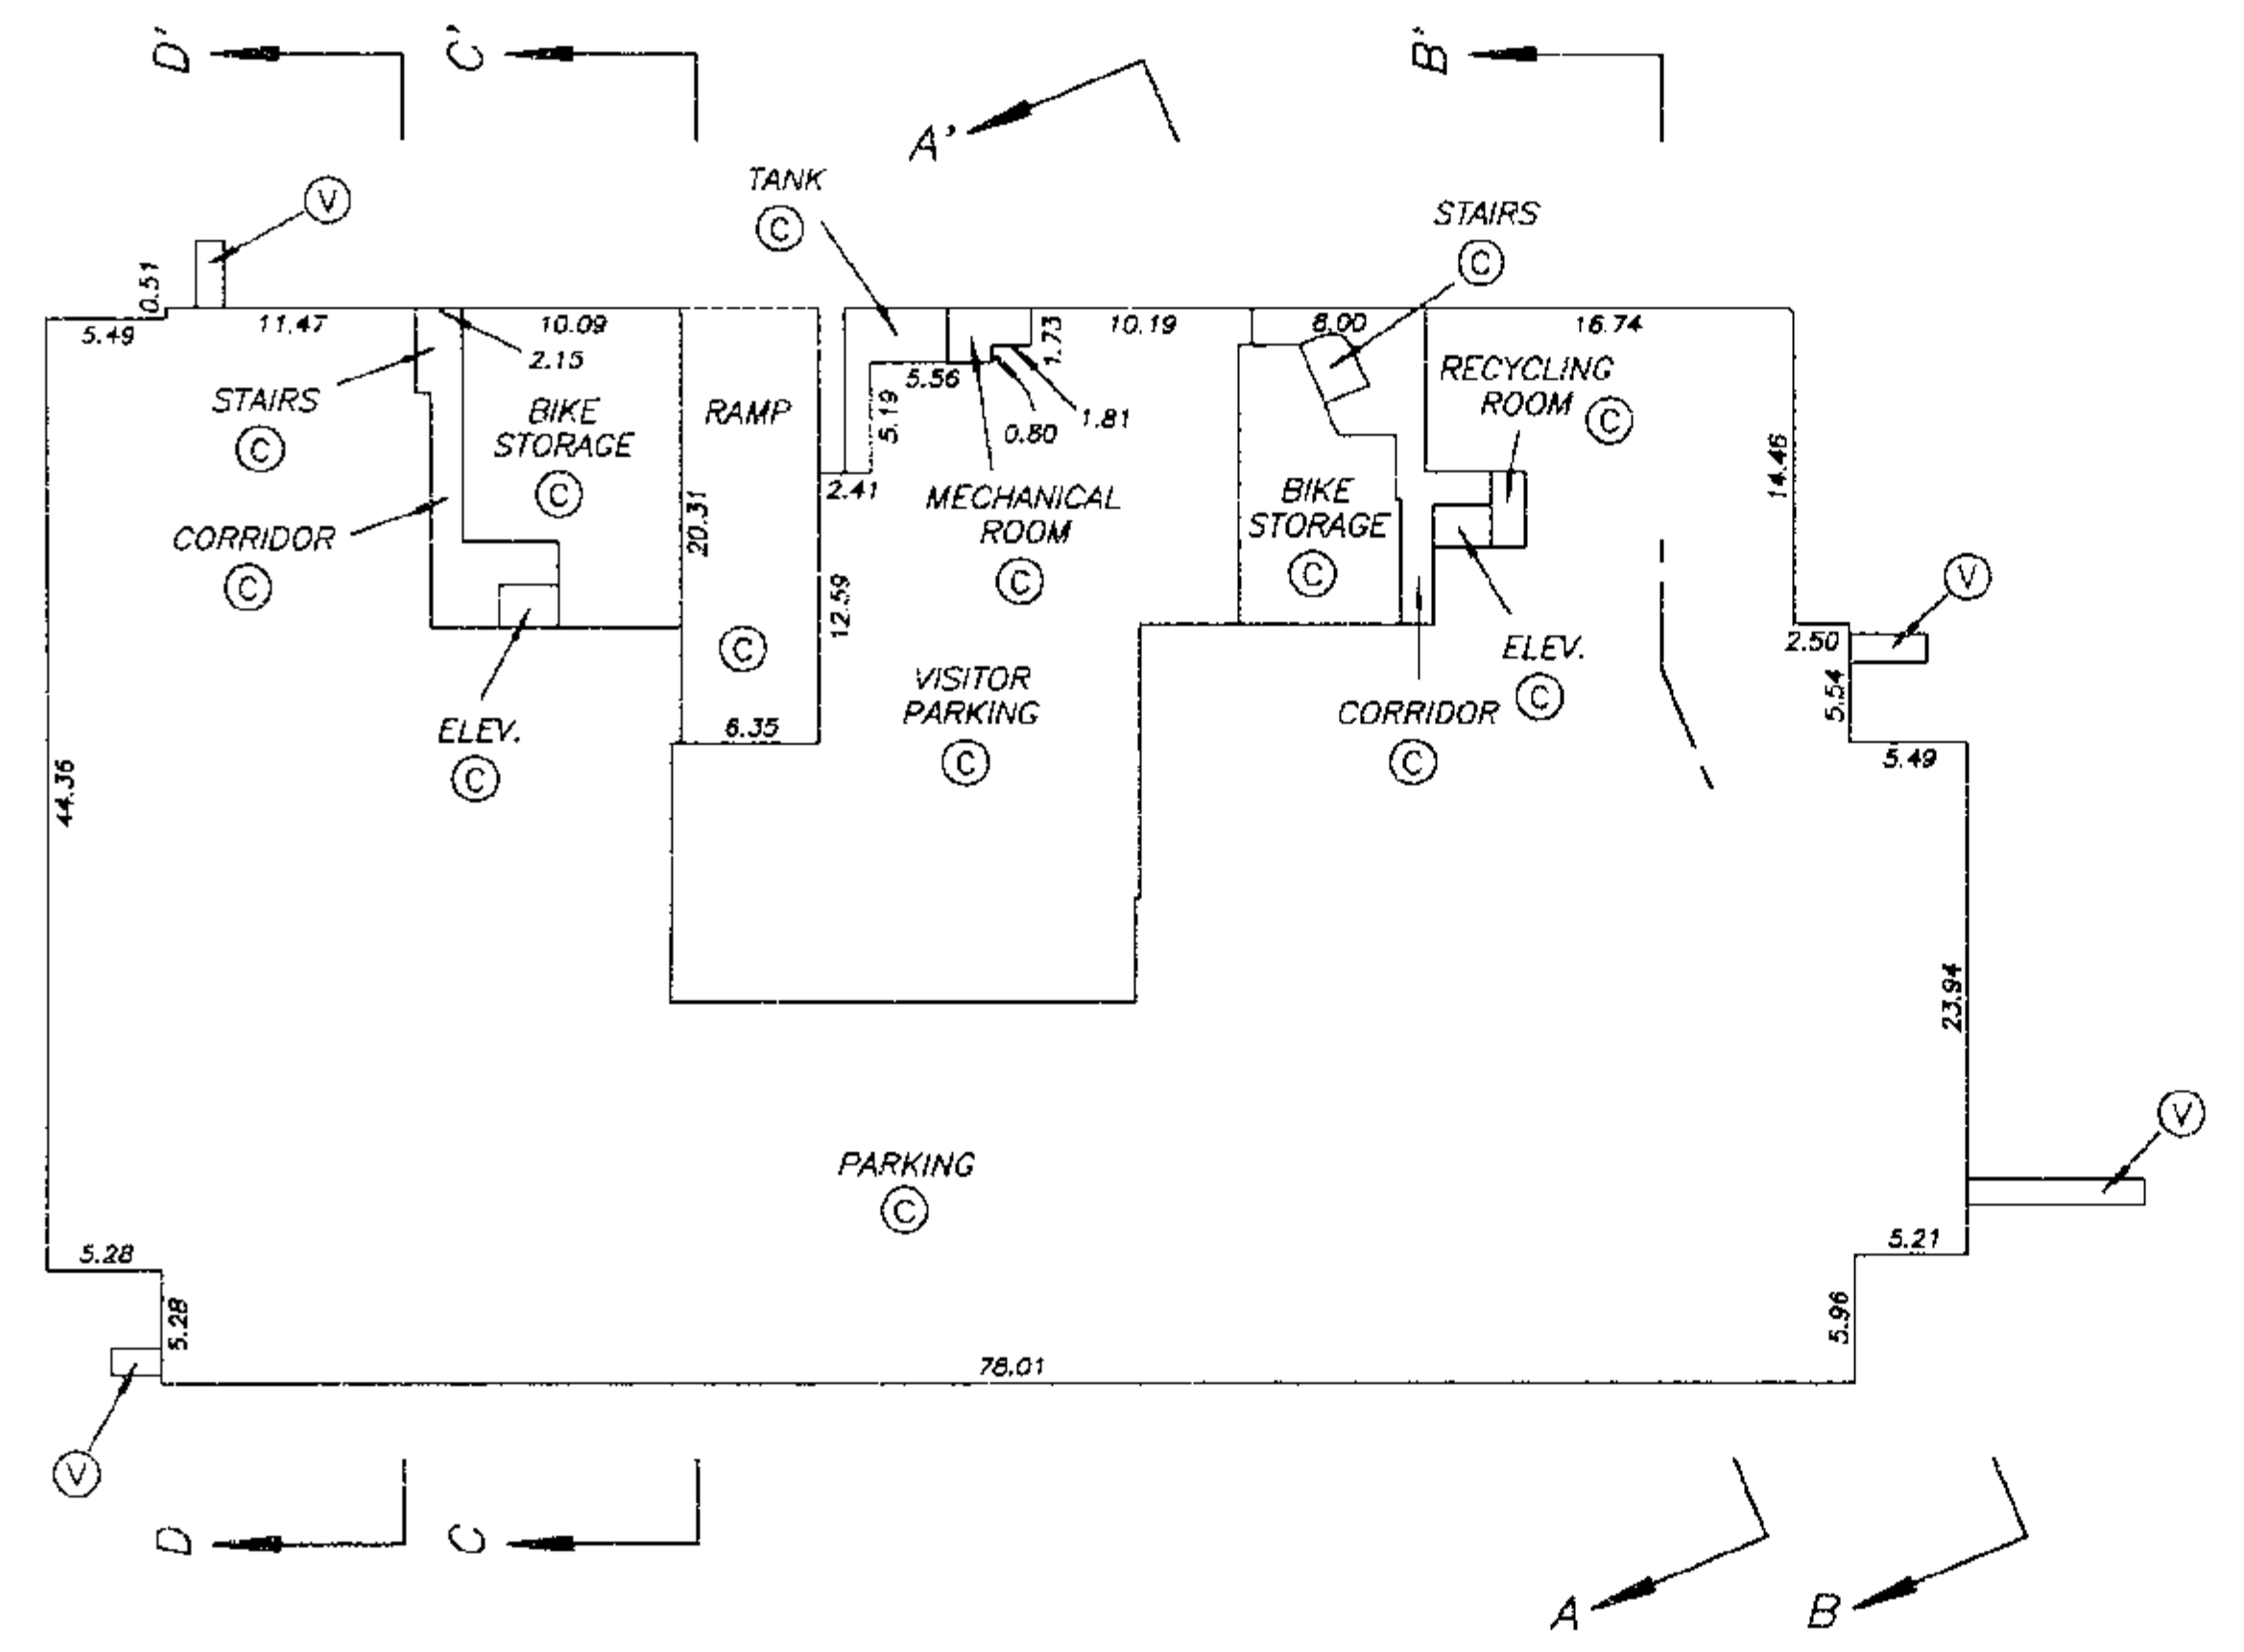 D'
C'
A'
B'
TANK
C
V
STAIRS
C
0.51
5.49
11.47
10.09
2.15
5.56
1.73
10.19
8.00
16.74
STAIRS
C
BIKE
STORAGE
C
RAMP
5.19
0.80
1.81
RECYCLING
ROOM
C
14.46
CORRIDOR
C
20.31
2.41
12.59
MECHANICAL
ROOM
C
BIKE
STORAGE
C
V
C
ELEV.
C
2.50
5.54
ELEV.
C
6.35
VISITOR
PARKING
C
CORRIDOR
C
5.49
44.36
23.94
V
PARKING
C
5.28
5.28
5.21
5.96
78.01
V
D
C
A
B